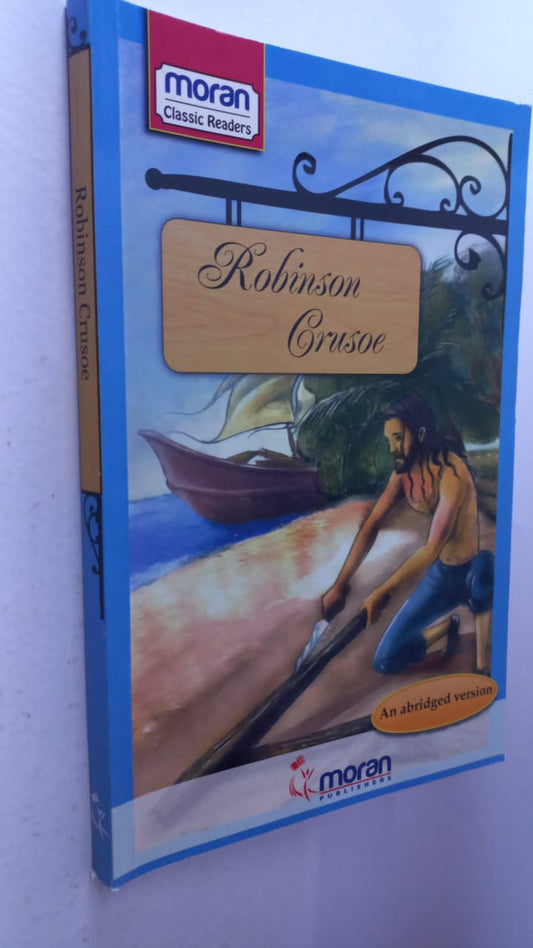 moran
Classic Readers
Robinson
Crusoe
Robinson Crusoe
An abridged version
moran
PUBLISHERS